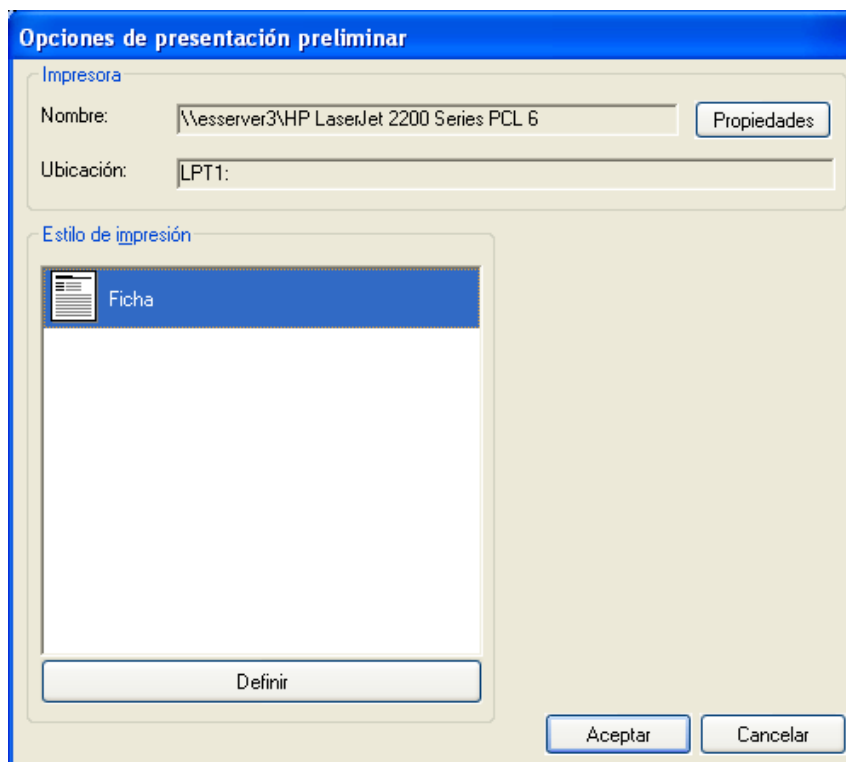 Opciones de presentación preliminar
Impresora
Nombre: \\esserver3\HP LaserJet 2200 Series PCL 6 Propiedades
Ubicación: LPT1:
Estilo de impresión
Ficha
Definir
Aceptar Cancelar